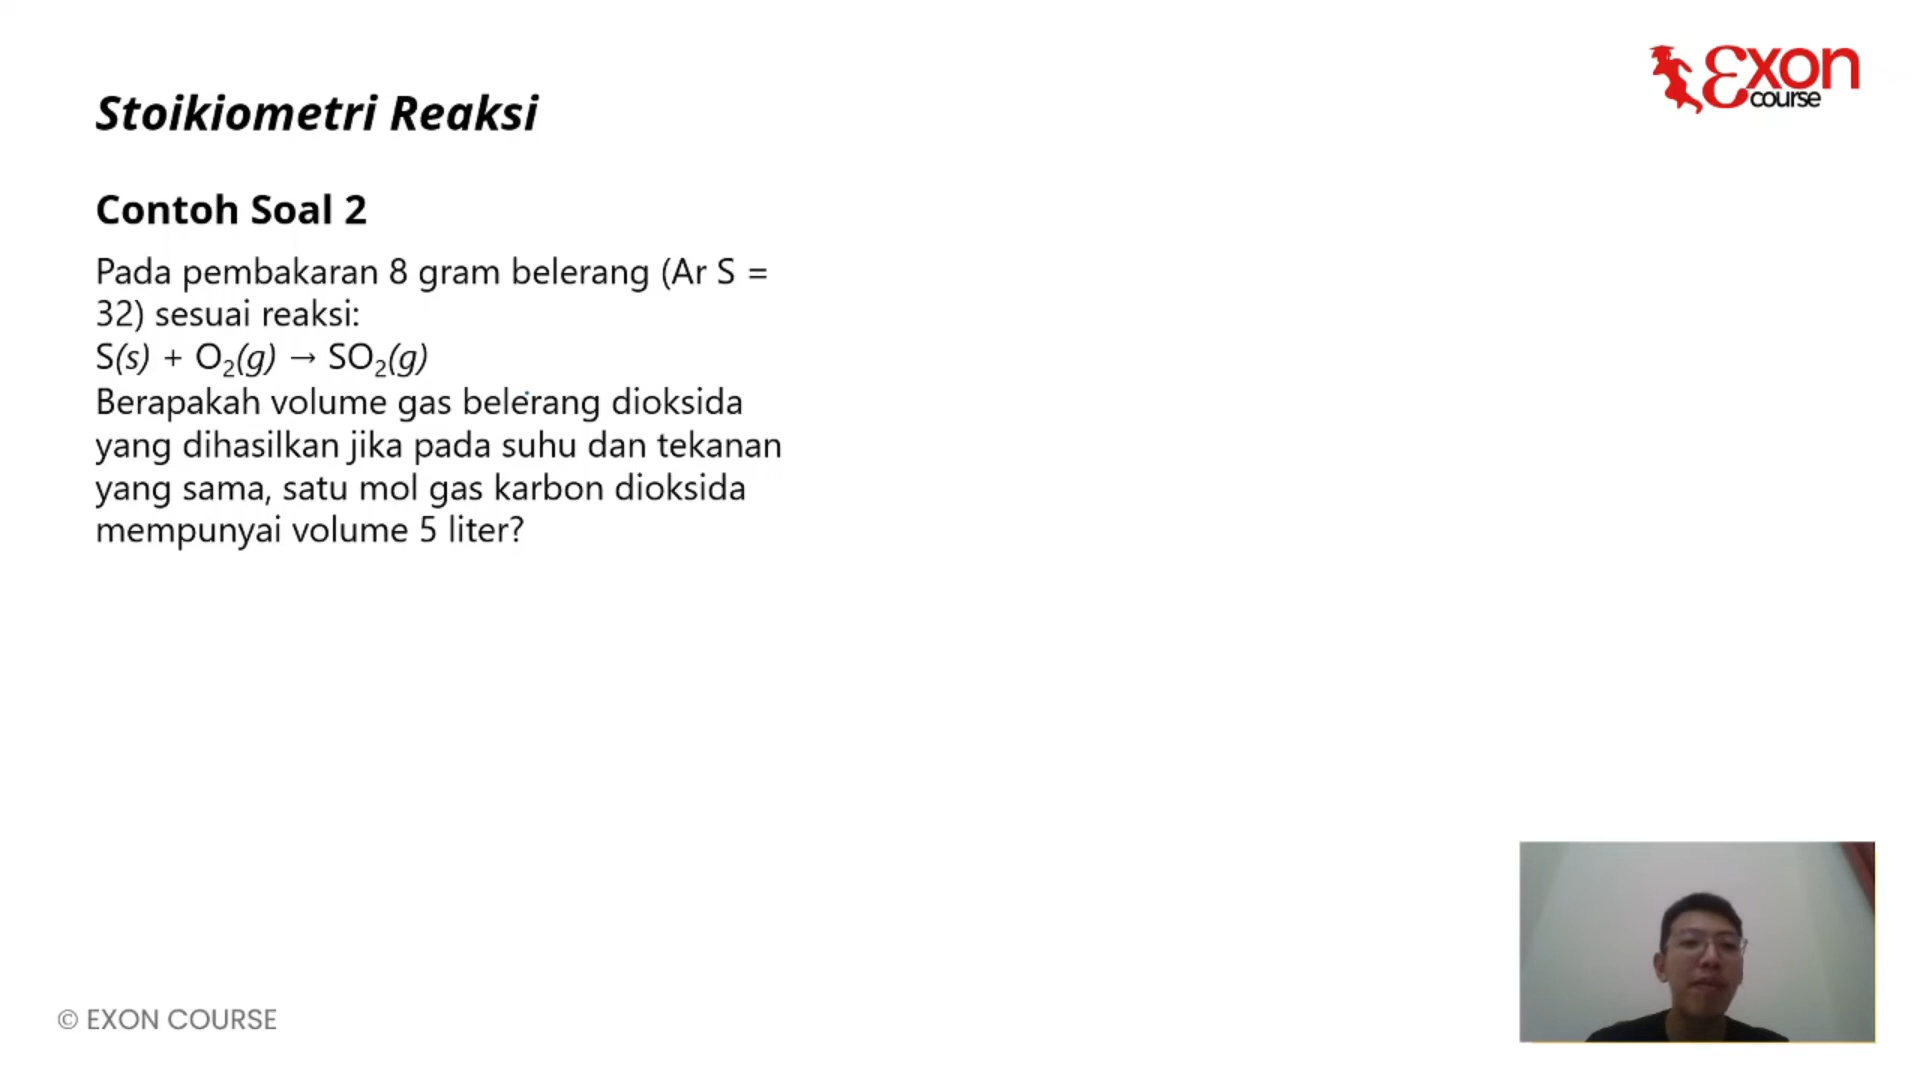 Exon
course
Stoikiometri Reaksi
Contoh Soal 2
Pada pembakaran 8 gram belerang (Ar S =
32) sesuai reaksi:
S(s) + O₂(g) → SO₂(g)
Berapakah volume gas belerang dioksida
yang dihasilkan jika pada suhu dan tekanan
yang sama, satu mol gas karbon dioksida
mempunyai volume 5 liter?
© EXON COURSE